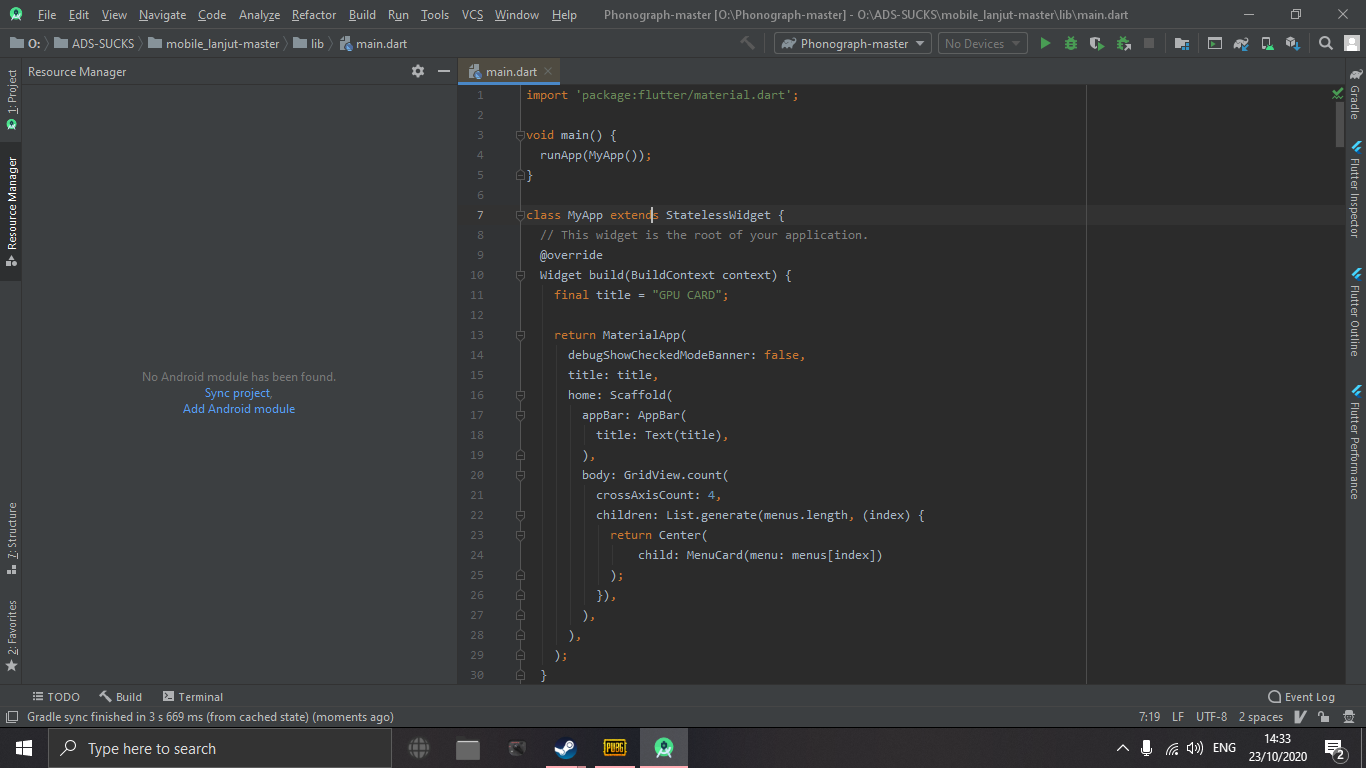 File Edit View Navigate Code Analyze Refactor Build Run Tools VCS Window Help Phonograph-master [O:\Phonograph-master] - O:\ADS-SUCKS\mobile_lanjut-master\lib\main.dart
O: ADS-SUCKS mobile_lanjut-master lib main.dart Phonograph-master No Devices
Resource Manager main.dart
1: Project
Resource Manager
7: Structure
2: Favorites
No Android module has been found.
Sync project,
Add Android module
1 import 'package:flutter/material.dart';
2
3 void main() {
4 runApp(MyApp());
5 }
6
7 class MyApp extends StatelessWidget {
8 // This widget is the root of your application.
9 @override
10 Widget build(BuildContext context) {
11 final title = "GPU CARD";
12
13 return MaterialApp(
14 debugShowCheckedModeBanner: false,
15 title: title,
16 home: Scaffold(
17 appBar: AppBar(
18 title: Text(title),
19 ),
20 body: GridView.count(
21 crossAxisCount: 4,
22 children: List.generate(menus.length, (index) {
23 return Center(
24 child: MenuCard(menu: menus[index])
25 );
26 }),
27 ),
28 ),
29 );
30 }
Gradle
Flutter Inspector
Flutter Outline
Flutter Performance
TODO Build Terminal Event Log
Gradle sync finished in 3 s 669 ms (from cached state) (moments ago) 7:19 LF UTF-8 2 spaces
Type here to search PUBG ENG 14:33
23/10/2020 2